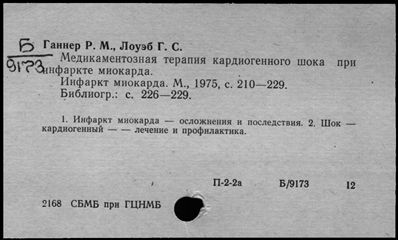 Б
9173
Ганнер Р. М., Лоуэб Г. С.
Медикаментозная терапия кардиогенного шока при
инфаркте миокарда.
Инфаркт миокарда. М., 1975, с. 210—229.
Библиогр.: с. 226—229.
1. Инфаркт миокарда — осложнения и последствия. 2. Шок —
кардиогенный — — лечение и профилактика.
П-2-2а Б/9173 12
2168 СБМБ при ГЦНМБ